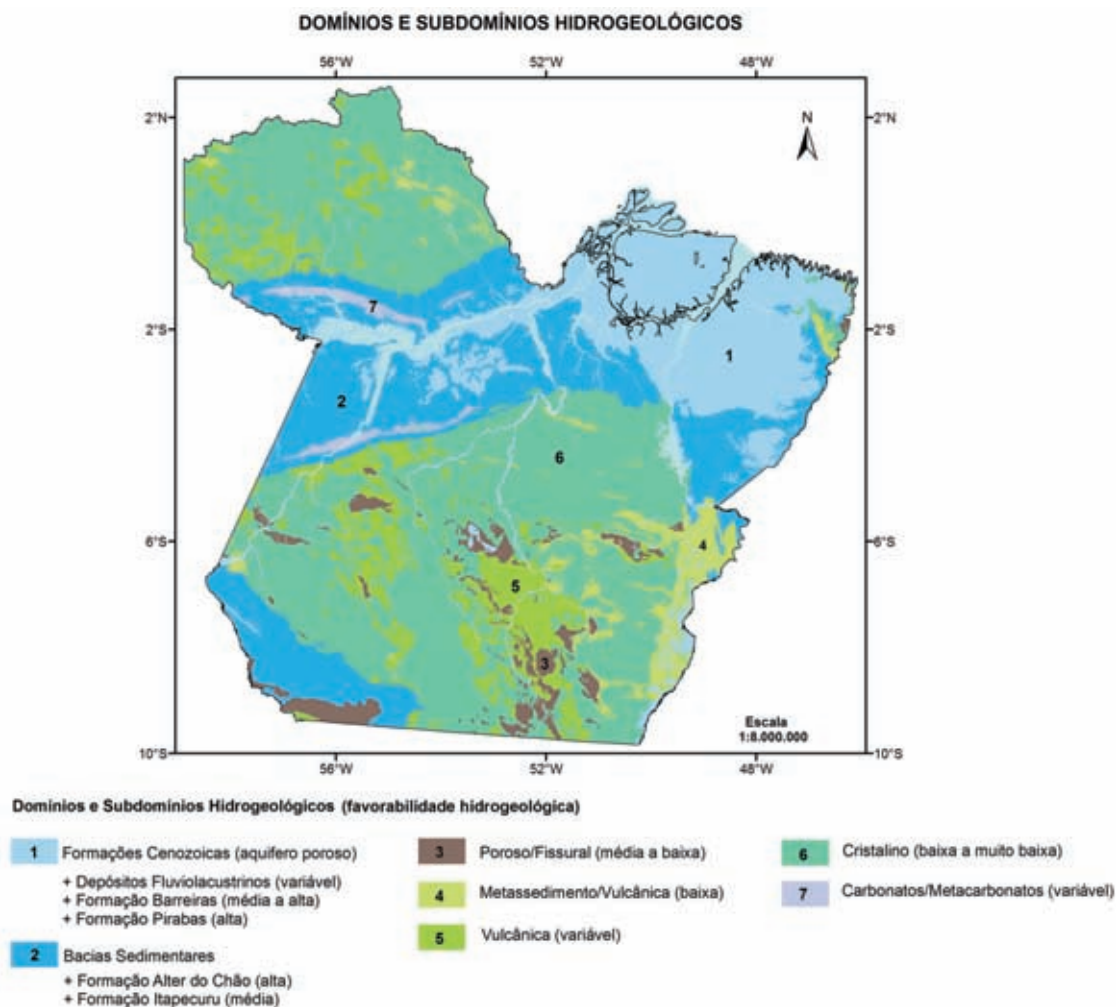 DOMÍNIOS E SUBDOMÍNIOS HIDROGEOLÓGICOS
56°W 52°W 48°W
2°N 2°N
N
7
2°S 2°S
1
2
6
6°S 6°S
4
5
3
Escala
1:8.000.000
10°S 10°S
56°W 52°W 48°W
Domínios e Subdomínios Hidrogeológicos (favorabilidade hidrogeológica)
1 Formações Cenozoicas (aquifero poroso)
+ Depósitos Fluviolacustrinos (variável)
+ Formação Barreiras (média a alta)
+ Formação Pirabas (alta)
2 Bacias Sedimentares
+ Formação Alter do Chão (alta)
+ Formação Itapecuru (média)
3 Poroso/Fissural (média a baixa)
4 Metassedimento/Vulcânica (baixa)
5 Vulcânica (variável)
6 Cristalino (baixa a muito baixa)
7 Carbonatos/Metacarbonatos (variável)